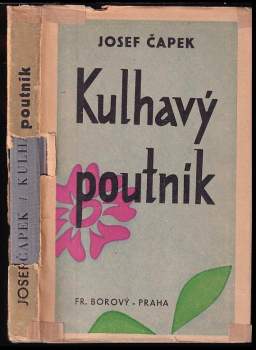 JOSEF ČAPEK
Kulhavý
poutník
FR. BOROVÝ - PRAHA
JOSEF ČAPEK / KULH
poutník